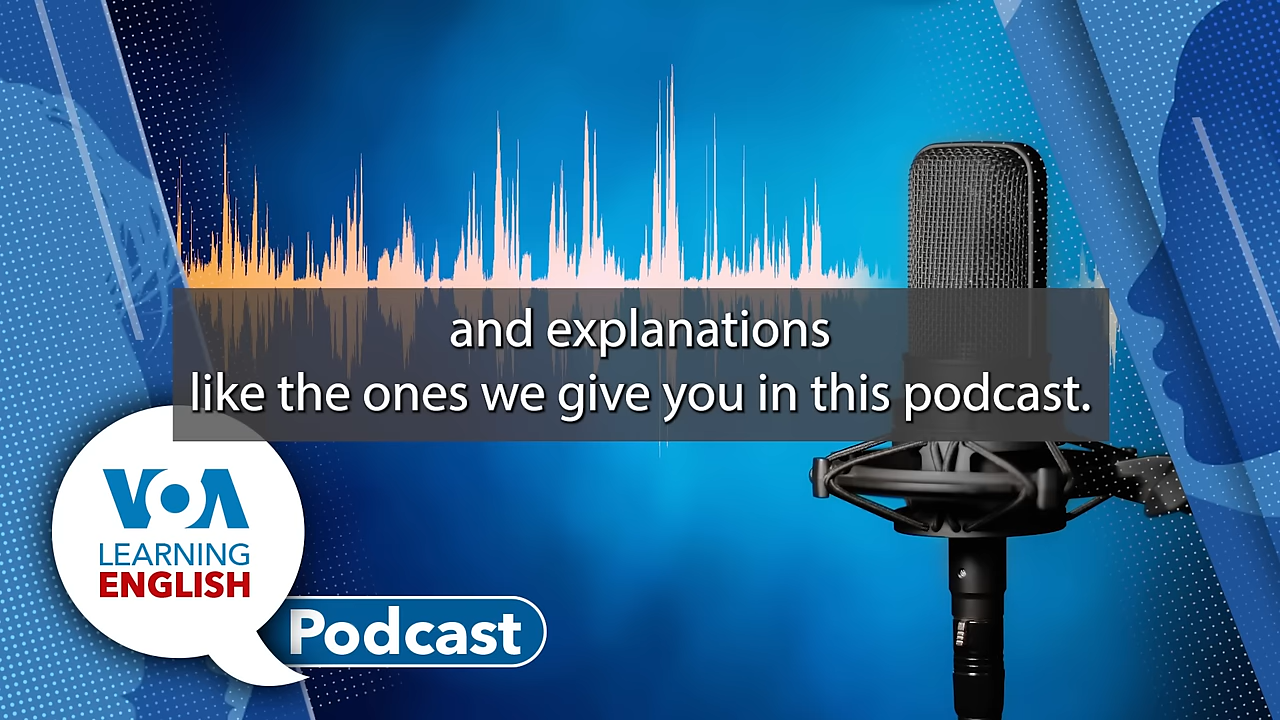 and explanations
like the ones we give you in this podcast.
VOA
LEARNING
ENGLISH
Podcast